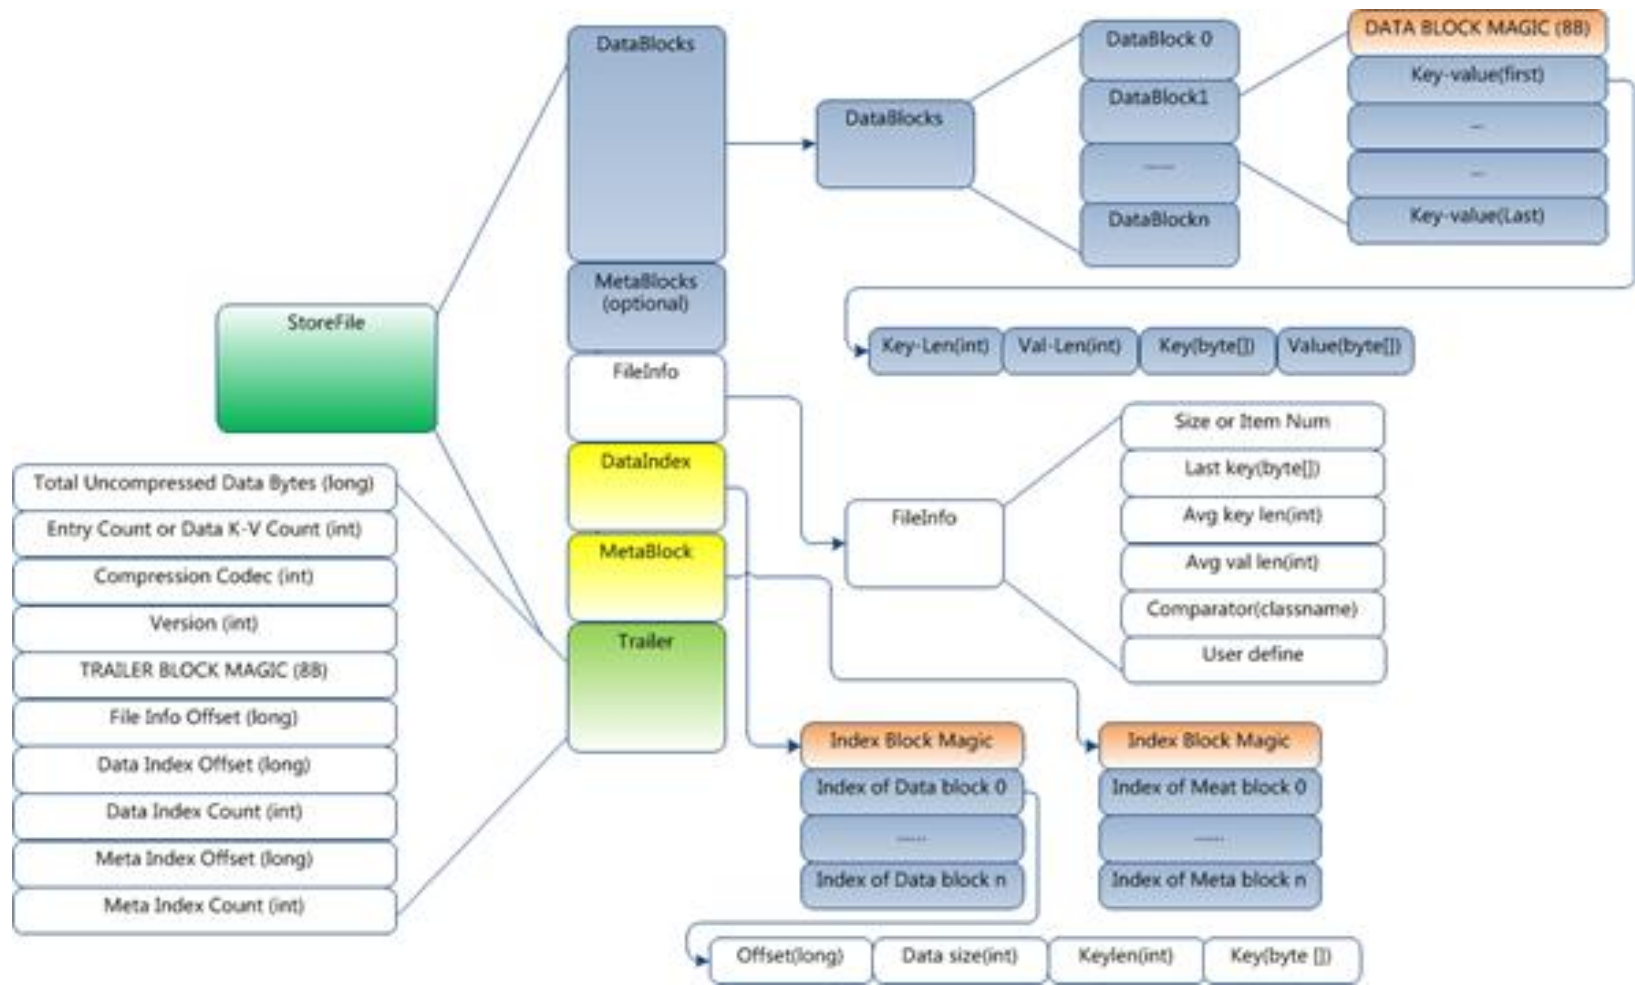 DataBlocks
MetaBlocks
(optional)
FileInfo
DataIndex
MetaBlock
Trailer
StoreFile
Total Uncompressed Data Bytes (long)
Entry Count or Data K-V Count (int)
Compression Codec (int)
Version (int)
TRAILER BLOCK MAGIC (8B)
File Info Offset (long)
Data Index Offset (long)
Data Index Count (int)
Meta Index Offset (long)
Meta Index Count (int)
DataBlocks
DataBlock 0
DataBlock1
......
DataBlockn
DATA BLOCK MAGIC (8B)
Key-value(first)
...
...
Key-value(Last)
Key-Len(int) Val-Len(int) Key(byte[]) Value(byte[])
FileInfo
Size or Item Num
Last key(byte[])
Avg key len(int)
Avg val len(int)
Comparator(classname)
User define
Index Block Magic
Index of Data block 0
......
Index of Data block n
Index Block Magic
Index of Meat block 0
......
Index of Meta block n
Offset(long) Data size(int) Keylen(int) Key(byte [])